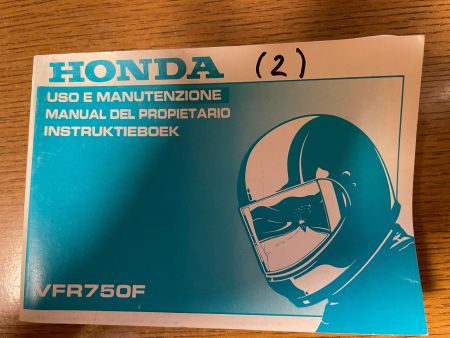 HONDA (2)
USO E MANUTENZIONE
MANUAL DEL PROPIETARIO
INSTRUKTIEBOEK
VFR750F